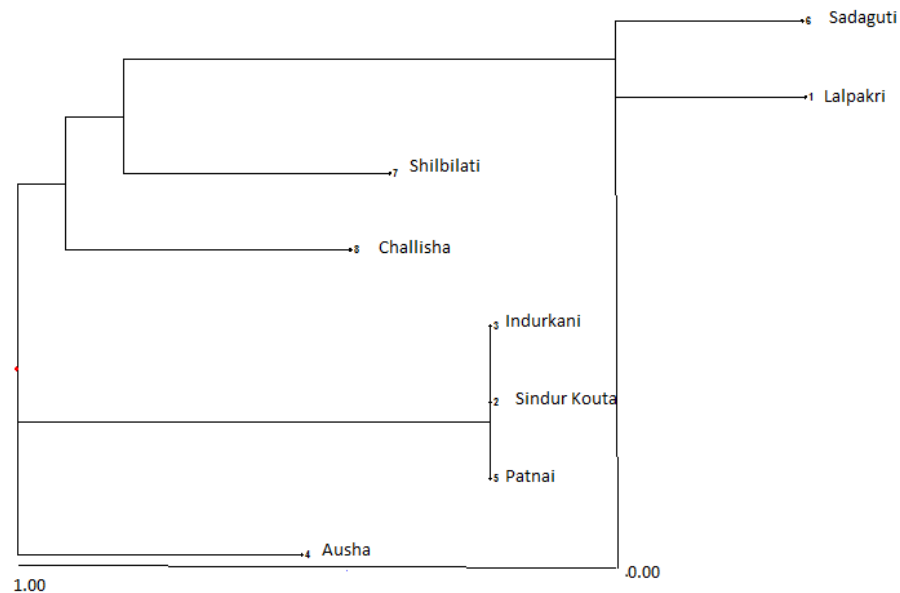 6 Sadaguti
1 Lalpakri
7 Shilbilati
8 Challisha
3 Indurkani
2 Sindur Kouta
5 Patnai
4 Ausha
1.00
0.00